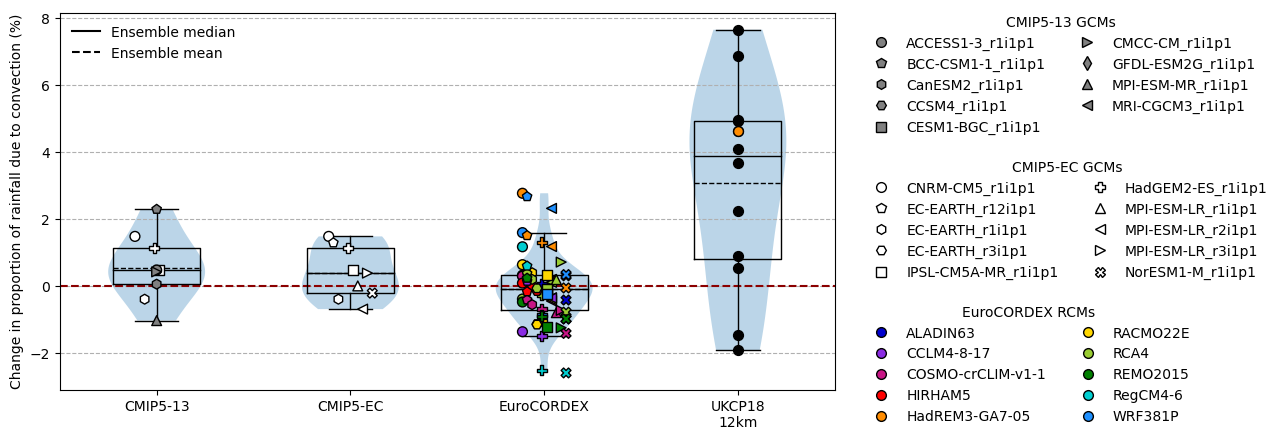 Change in proportion of rainfall due to convection (%)
8
6
4
2
0
−2
Ensemble median
Ensemble mean
CMIP5-13
CMIP5-EC
EuroCORDEX
UKCP18
12km
CMIP5-13 GCMs
ACCESS1-3_r1i1p1
BCC-CSM1-1_r1i1p1
CanESM2_r1i1p1
CCSM4_r1i1p1
CESM1-BGC_r1i1p1
CMCC-CM_r1i1p1
GFDL-ESM2G_r1i1p1
MPI-ESM-MR_r1i1p1
MRI-CGCM3_r1i1p1
CMIP5-EC GCMs
CNRM-CM5_r1i1p1
EC-EARTH_r12i1p1
EC-EARTH_r1i1p1
EC-EARTH_r3i1p1
IPSL-CM5A-MR_r1i1p1
HadGEM2-ES_r1i1p1
MPI-ESM-LR_r1i1p1
MPI-ESM-LR_r2i1p1
MPI-ESM-LR_r3i1p1
NorESM1-M_r1i1p1
EuroCORDEX RCMs
ALADIN63
CCLM4-8-17
COSMO-crCLIM-v1-1
HIRHAM5
HadREM3-GA7-05
RACMO22E
RCA4
REMO2015
RegCM4-6
WRF381P